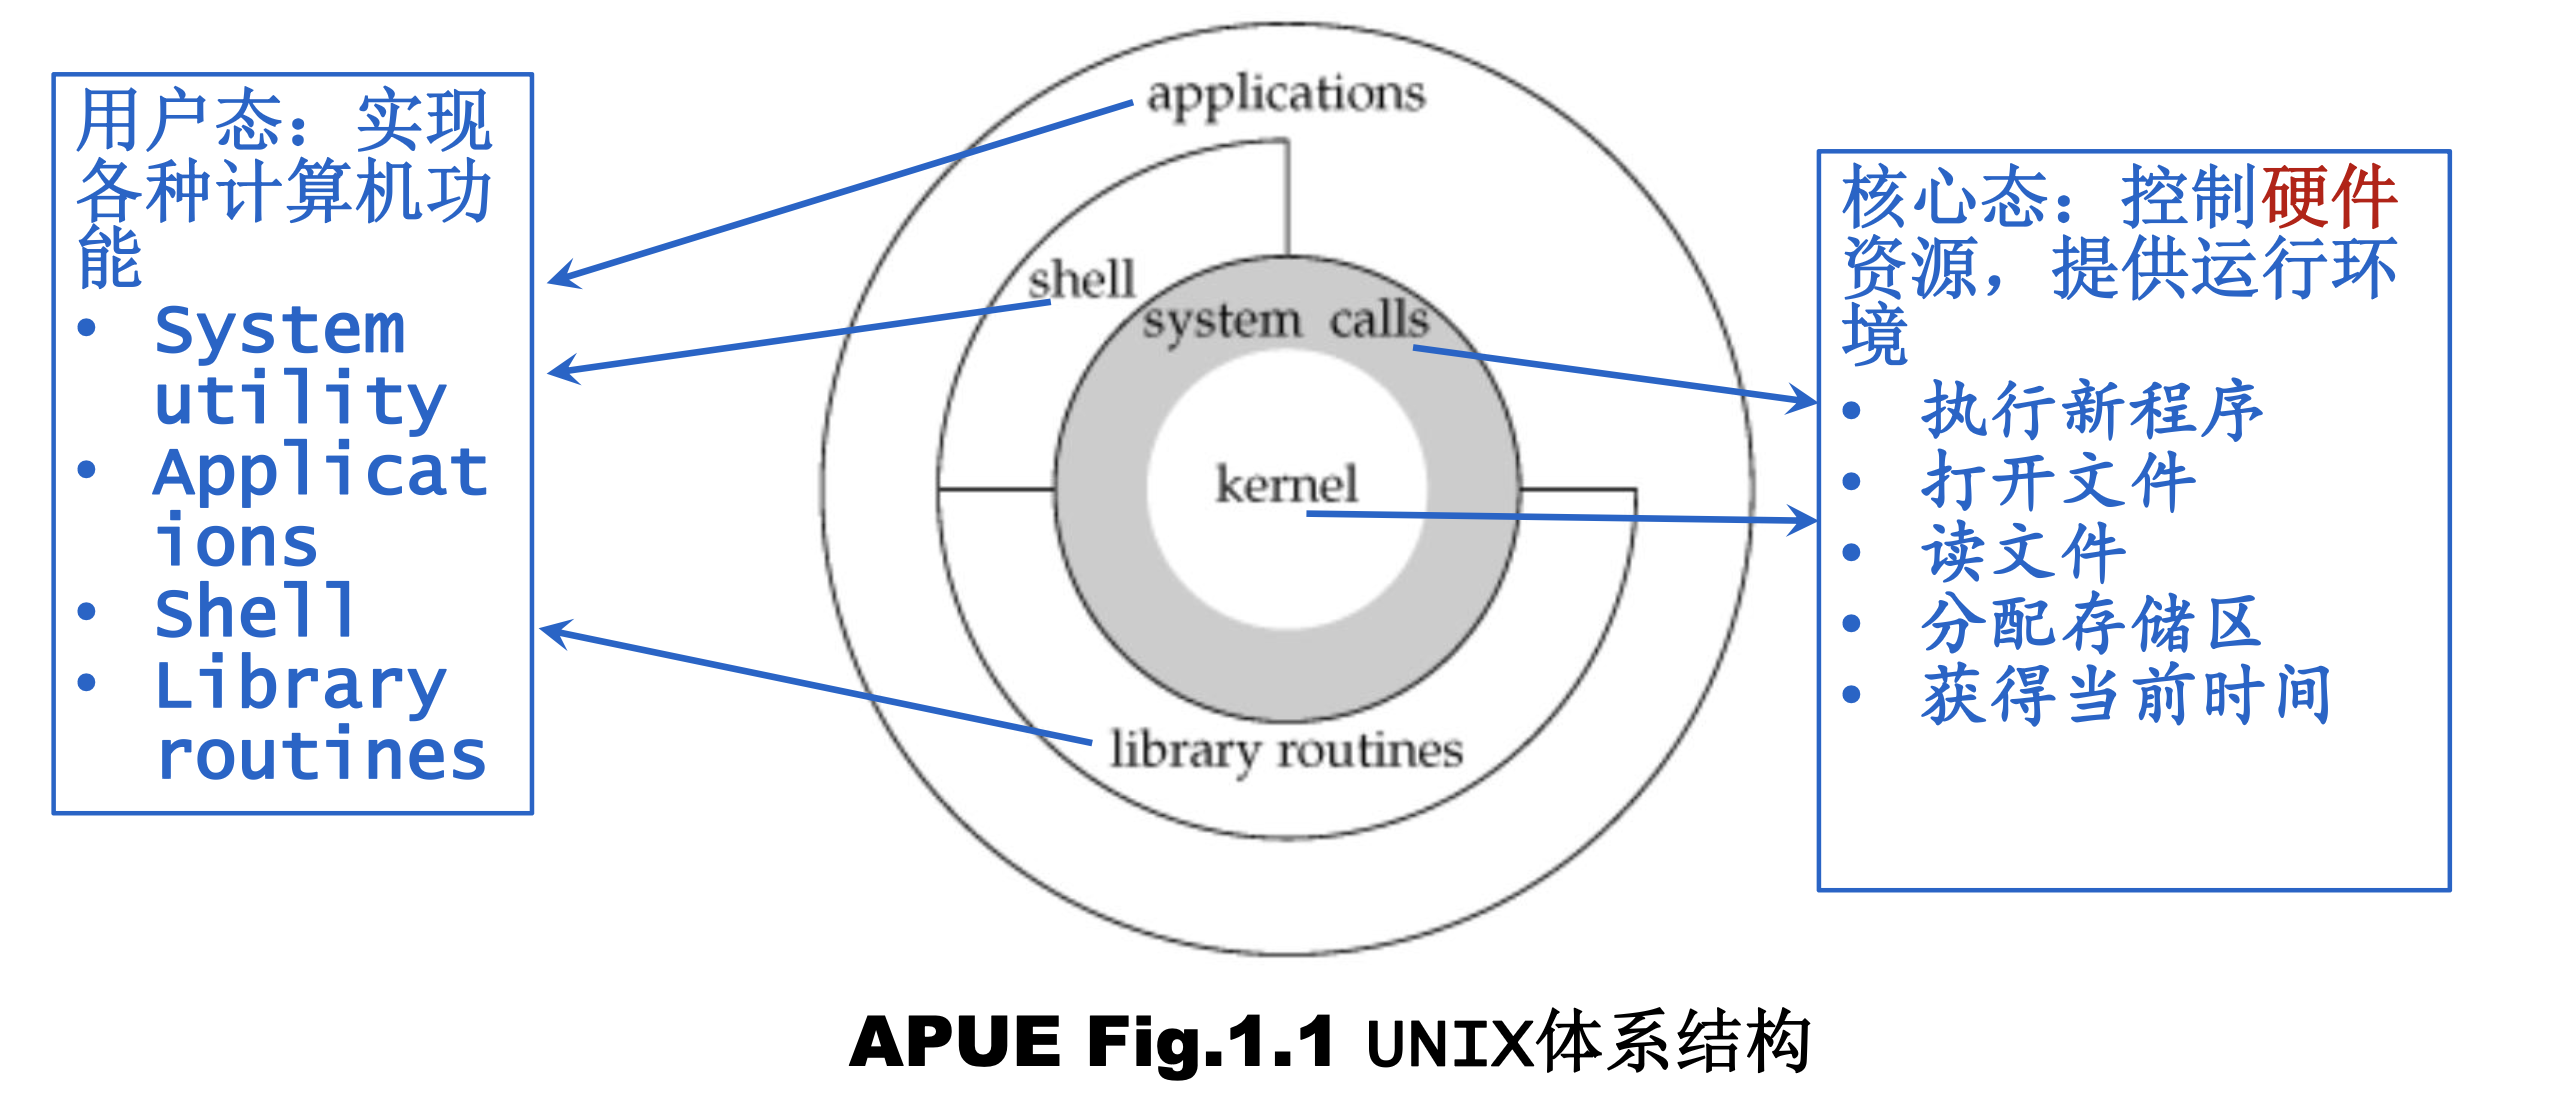 用户态：实现
各种计算机功
能
• System
utility
• Applicat
ions
• Shell
• Library
routines
applications
shell
system calls
kernel
library routines
核心态：控制硬件
资源，提供运行环
境
• 执行新程序
• 打开文件
• 读文件
• 分配存储区
• 获得当前时间
APUE Fig.1.1 UNIX体系结构